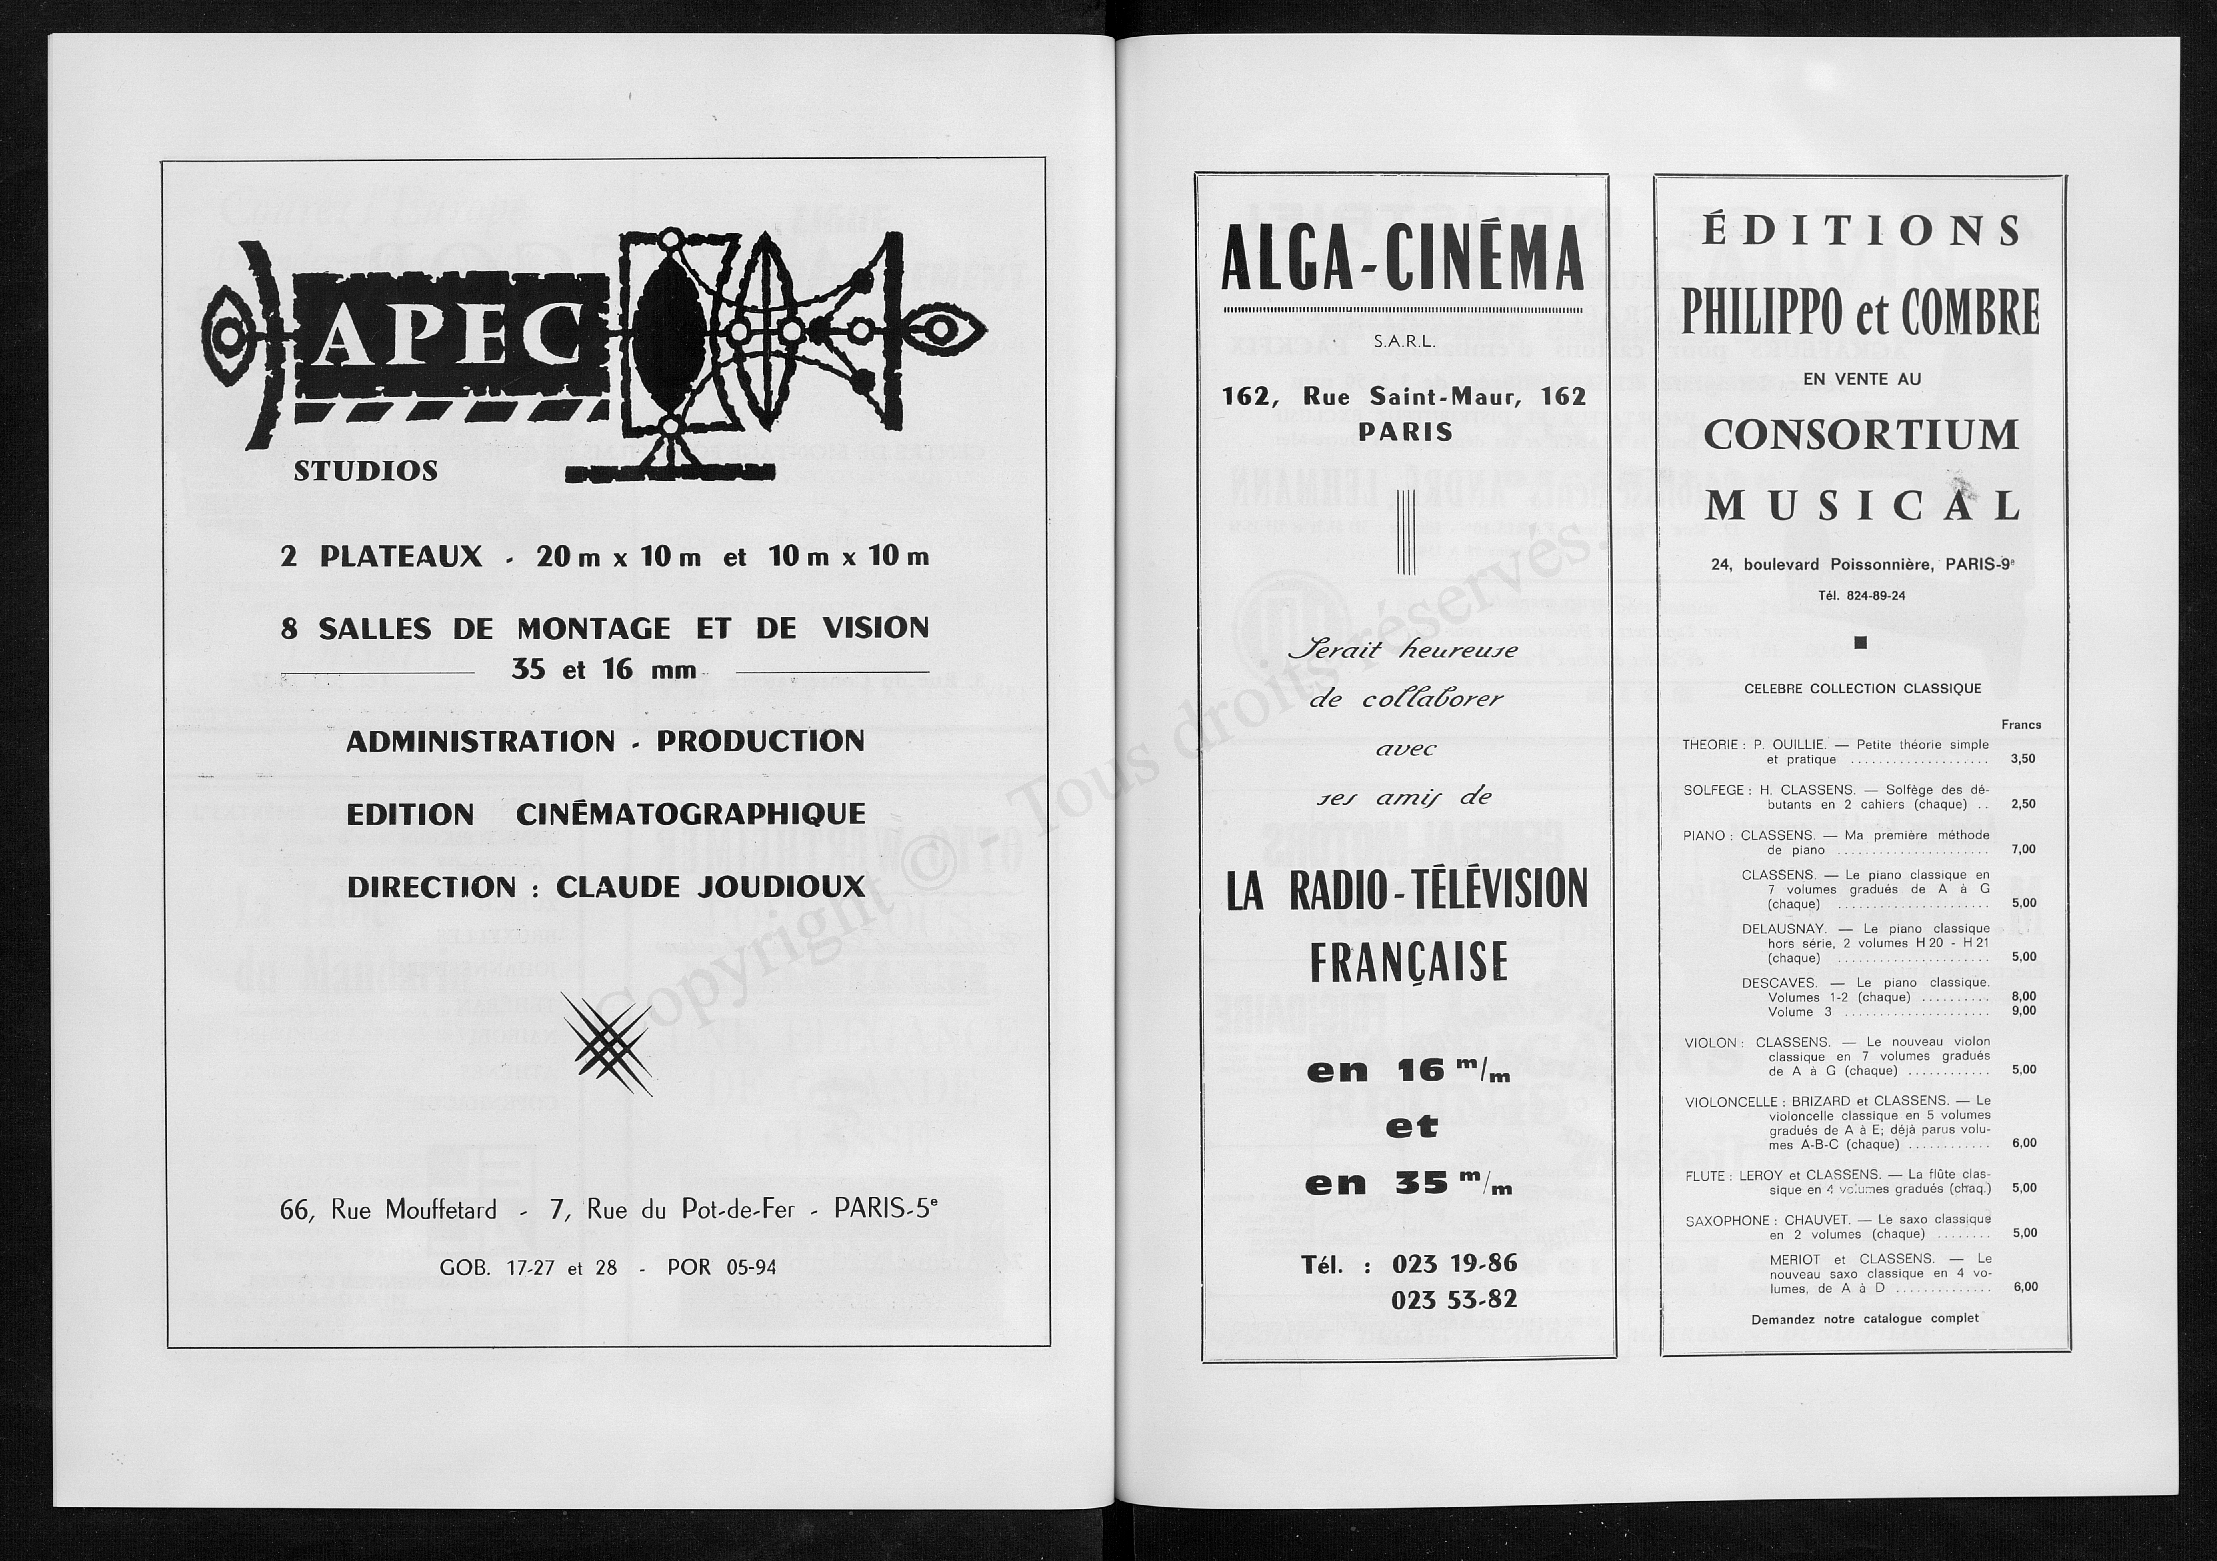 APEC
STUDIOS
2 PLATEAUX - 20 m x 10 m et 10 m x 10 m
8 SALLES DE MONTAGE ET DE VISION
35 et 16 mm
ADMINISTRATION - PRODUCTION
EDITION CINÉMATOGRAPHIQUE
DIRECTION : CLAUDE JOUDIOUX
66, Rue Mouffetard - 7, Rue du Pot-de-Fer - PARIS-5e
GOB. 17-27 et 28 - POR 05-94
ALGA-CINÉMA
S.A.R.L.
162, Rue Saint-Maur, 162
PARIS
Serait heureuse
de collaborer
avec
ses amis de
LA RADIO-TÉLÉVISION
FRANÇAISE
en 16 m/m
et
en 35 m/m
Tél. : 023 19-86
023 53-82
ÉDITIONS
PHILIPPO et COMBRE
EN VENTE AU
CONSORTIUM
MUSICAL
24, boulevard Poissonnière, PARIS-9e
Tél. 824-89-24
CELEBRE COLLECTION CLASSIQUE
Francs
THEORIE : P. OUILLIE. — Petite théorie simple
et pratique .................... 3,50
SOLFEGE : H. CLASSENS. — Solfège des dé-
butants en 2 cahiers (chaque) .. 2,50
PIANO : CLASSENS. — Ma première méthode
de piano ...................... 7,00
CLASSENS. — Le piano classique en
7 volumes gradués de A à G
(chaque) ...................... 5,00
DELAUSNAY. — Le piano classique
hors série, 2 volumes H 20 - H 21
(chaque) ...................... 5,00
DESCAVES. — Le piano classique.
Volumes 1-2 (chaque) .......... 8,00
Volume 3 ..................... 9,00
VIOLON : CLASSENS. — Le nouveau violon
classique en 7 volumes gradués
de A à G (chaque) ............ 5,00
VIOLONCELLE : BRIZARD et CLASSENS. — Le
violoncelle classique en 5 volumes
gradués de A à E; déjà parus volu-
mes A-B-C (chaque) ............ 6,00
FLUTE : LEROY et CLASSENS. — La flûte clas-
sique en 4 volumes gradués (chaq.) 5,00
SAXOPHONE : CHAUVET. — Le saxo classique
en 2 volumes (chaque) ........ 5,00
MERIOT et CLASSENS. — Le
nouveau saxo classique en 4 vo-
lumes, de A à D .............. 6,00
Demandez notre catalogue complet
Copyright © - Tous droits réservés.